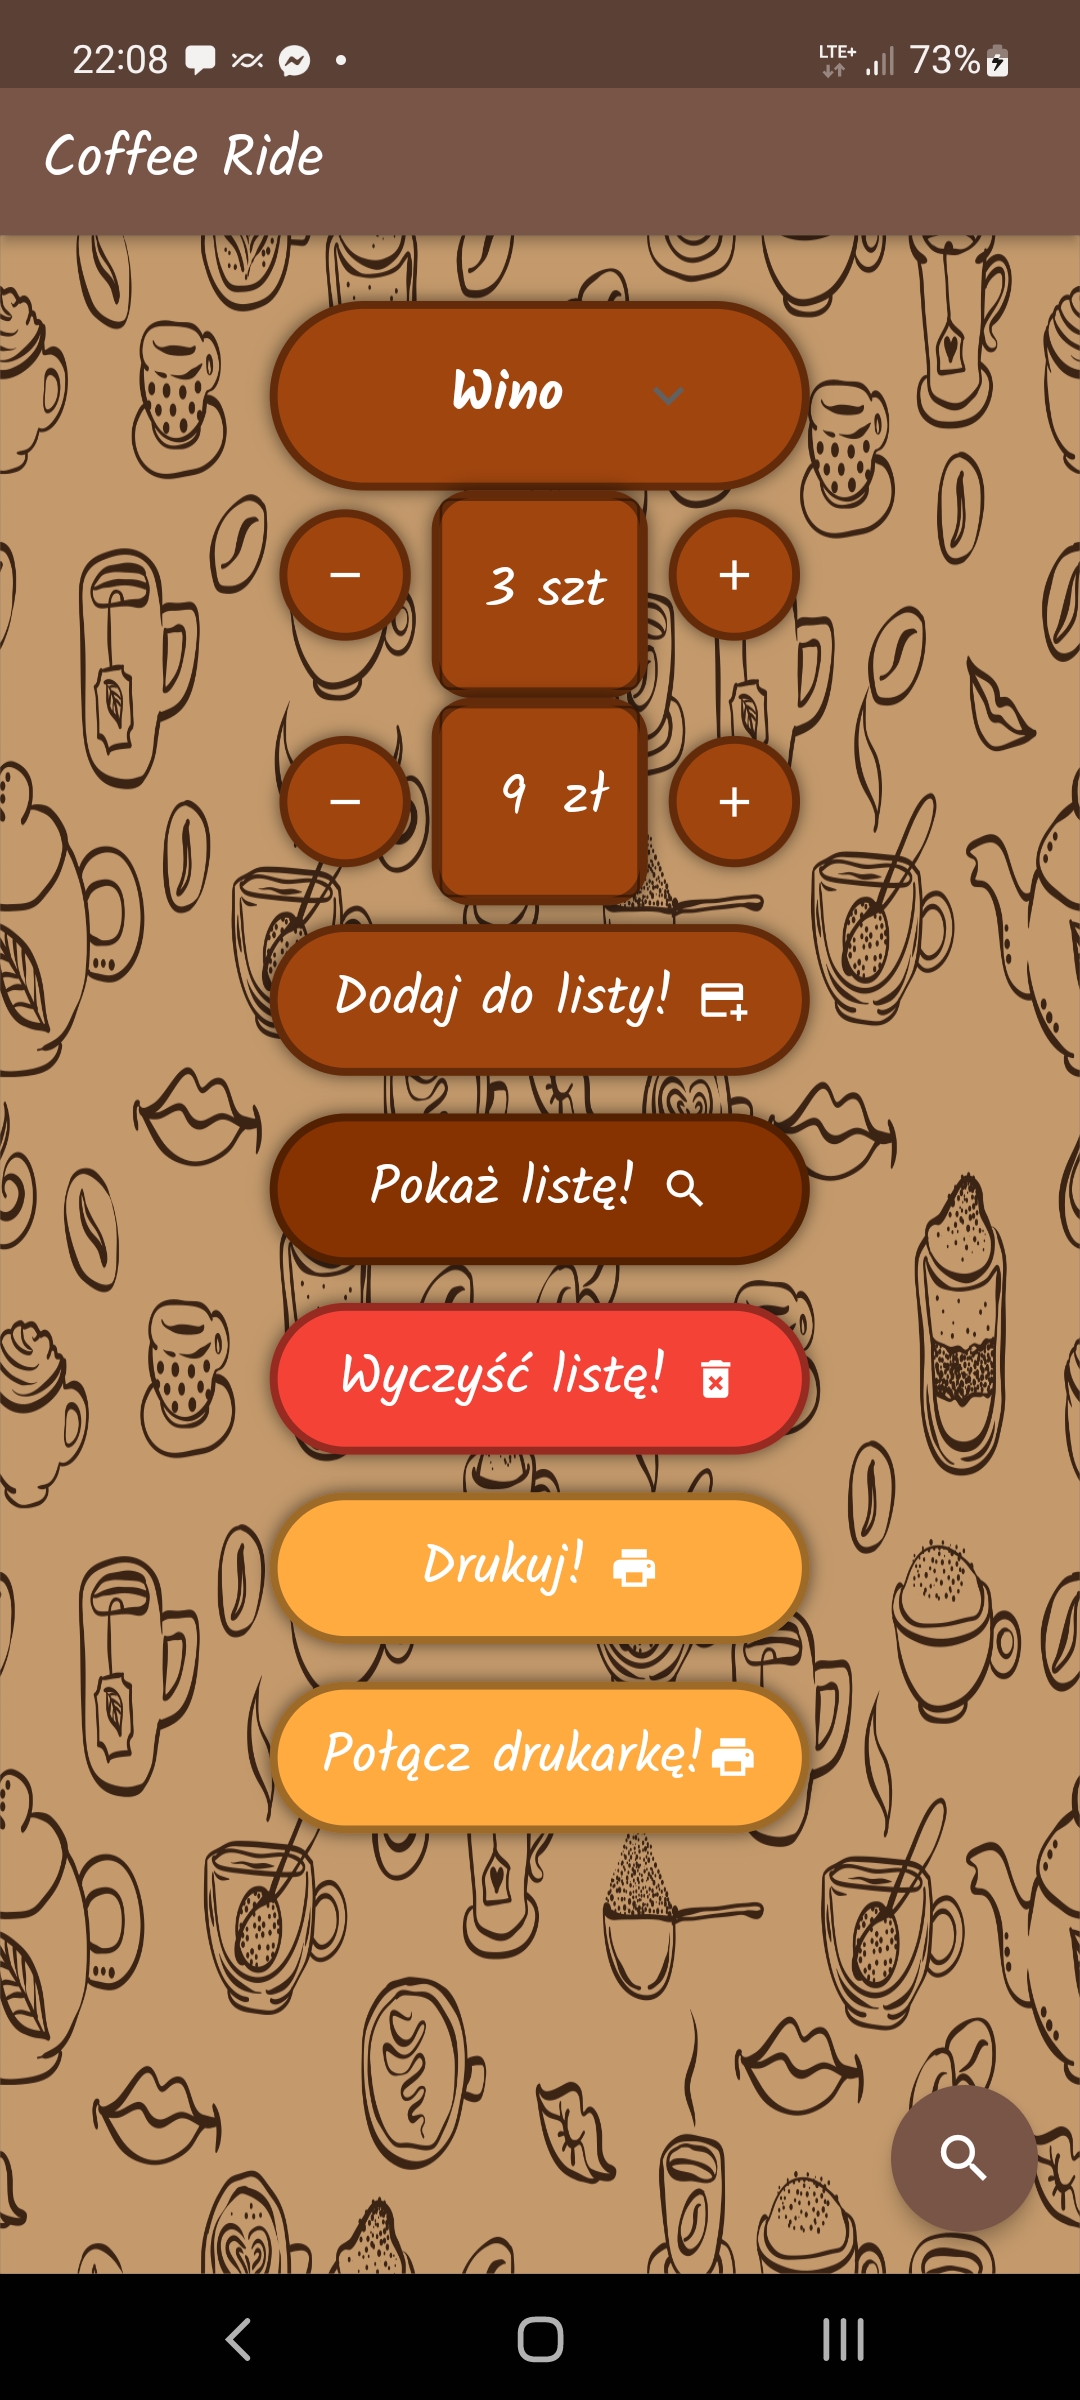 22:08 LTE+ 73%
Coffee Ride
Wino
3 szt
9 zł
Dodaj do listy!
Pokaż listę!
Wyczyść listę!
Drukuj!
Połącz drukarkę!